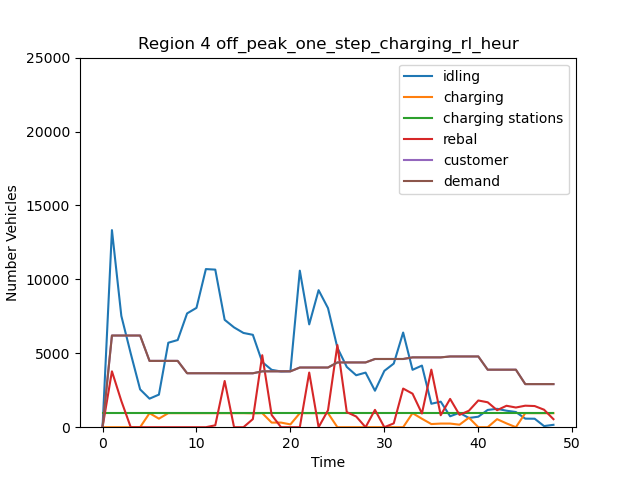 Region 4 off_peak_one_step_charging_rl_heur
25000
20000
15000
10000
5000
0
Number Vehicles
idling
charging
charging stations
rebal
customer
demand
0
10
20
30
40
50
Time